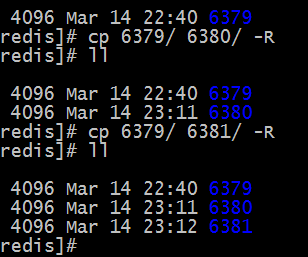 4096 Mar 14 22:40 6379
redis]# cp 6379/ 6380/ -R
redis]# ll
4096 Mar 14 22:40 6379
4096 Mar 14 23:11 6380
redis]# cp 6379/ 6381/ -R
redis]# ll
4096 Mar 14 22:40 6379
4096 Mar 14 23:11 6380
4096 Mar 14 23:12 6381
redis]#